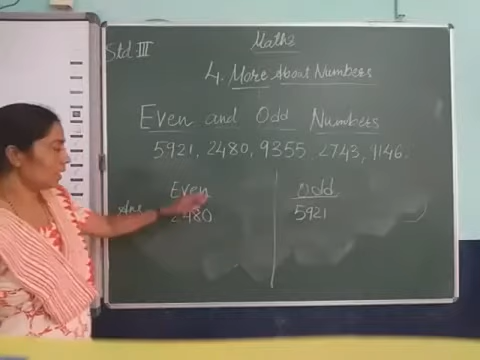 Std III
Maths
4. More About Numbers
Even and Odd Numbers
5921, 2480, 9355, 2743, 9146.
Even Odd
Ans 2480 5921